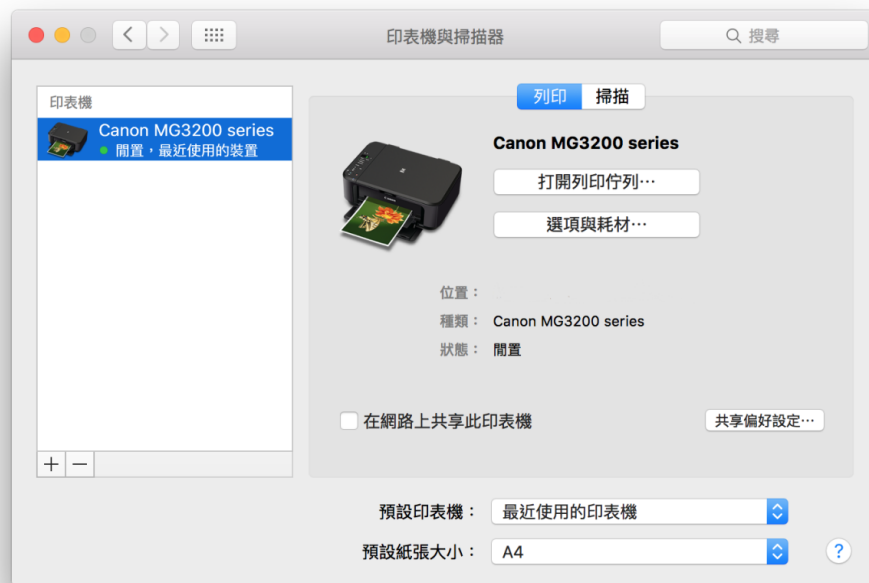 印表機與掃描器
搜尋
印表機
Canon MG3200 series
閒置，最近使用的裝置
列印
掃描
Canon MG3200 series
打開列印佇列⋯
選項與耗材⋯
位置：
種類： Canon MG3200 series
狀態： 閒置
在網路上共享此印表機
共享偏好設定⋯
預設印表機： 最近使用的印表機
預設紙張大小： A4
?